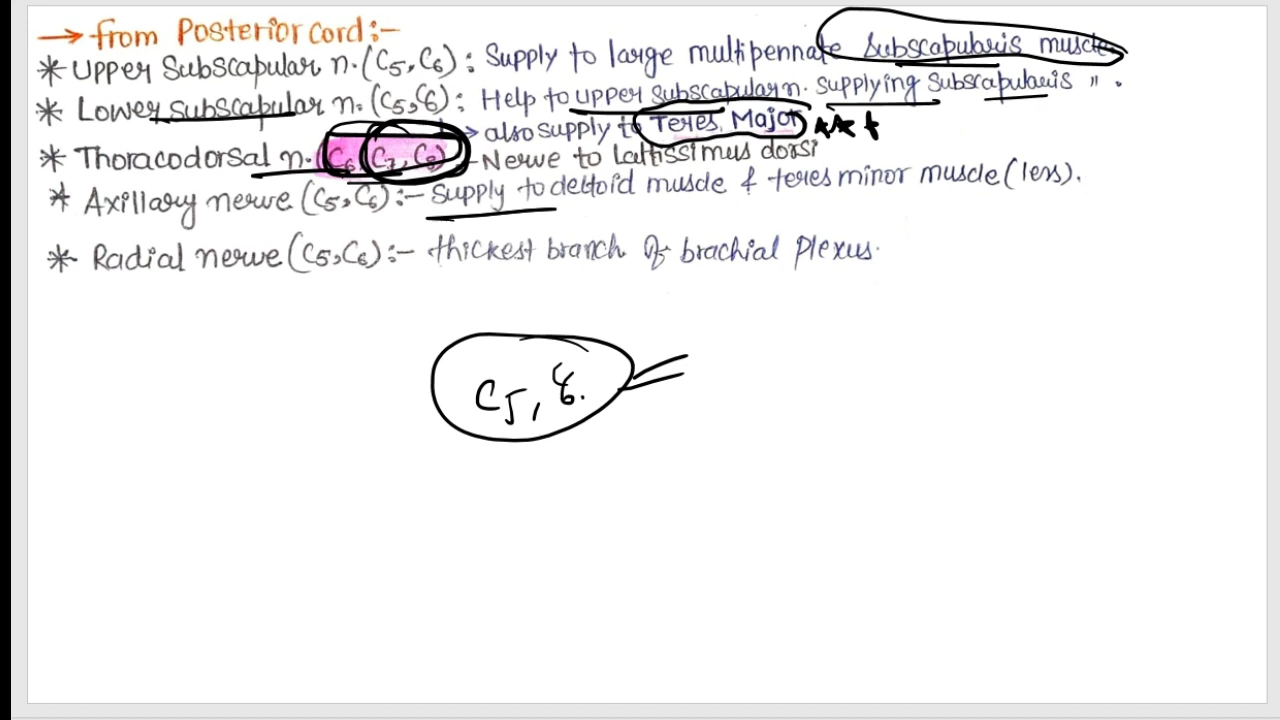 → from Posterior cord:-
* Upper Subscapular n.(C5, C6): Supply to large multipennate Subscapularis muscle
* Lower subscapular n.(C5,6): Help to upper subscapular n. supplying subscapularis " .
→ also supply to Teres Major ***
* Thoracodorsal n.(C6, C7, C8) - Nerve to Lattissimus dorsi
* Axillary nerve (C5, C6):- Supply to deltoid muscle & teres minor muscle (less).
* Radial nerve (C5, C6):- thickest branch of brachial plexus.
C5, 6.